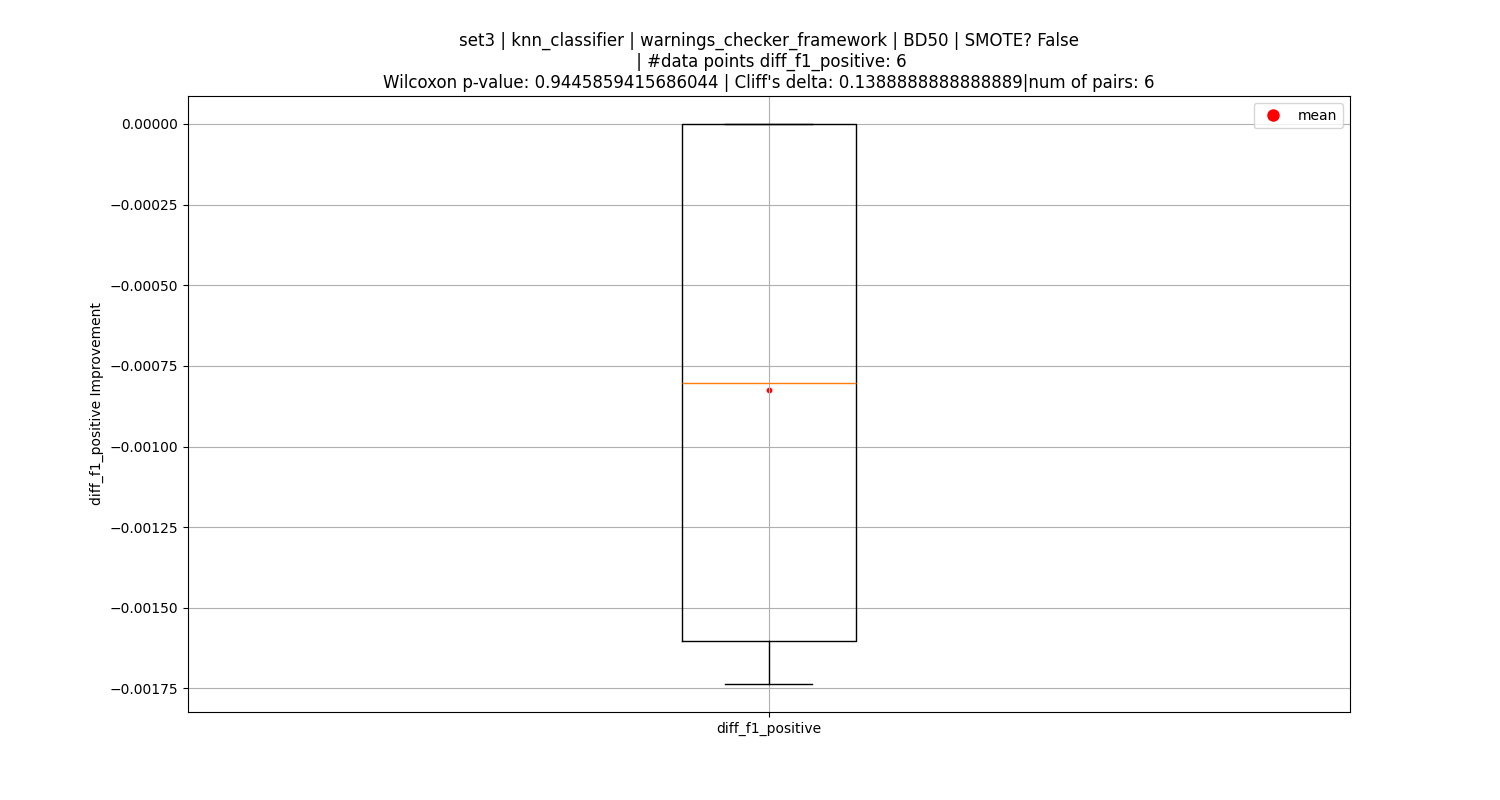 set3 | knn_classifier | warnings_checker_framework | BD50 | SMOTE? False
| #data points diff_f1_positive: 6
Wilcoxon p-value: 0.9445859415686044 | Cliff's delta: 0.1388888888888889|num of pairs: 6
mean
0.00000
−0.00025
−0.00050
−0.00075
−0.00100
−0.00125
−0.00150
−0.00175
diff_f1_positive Improvement
diff_f1_positive